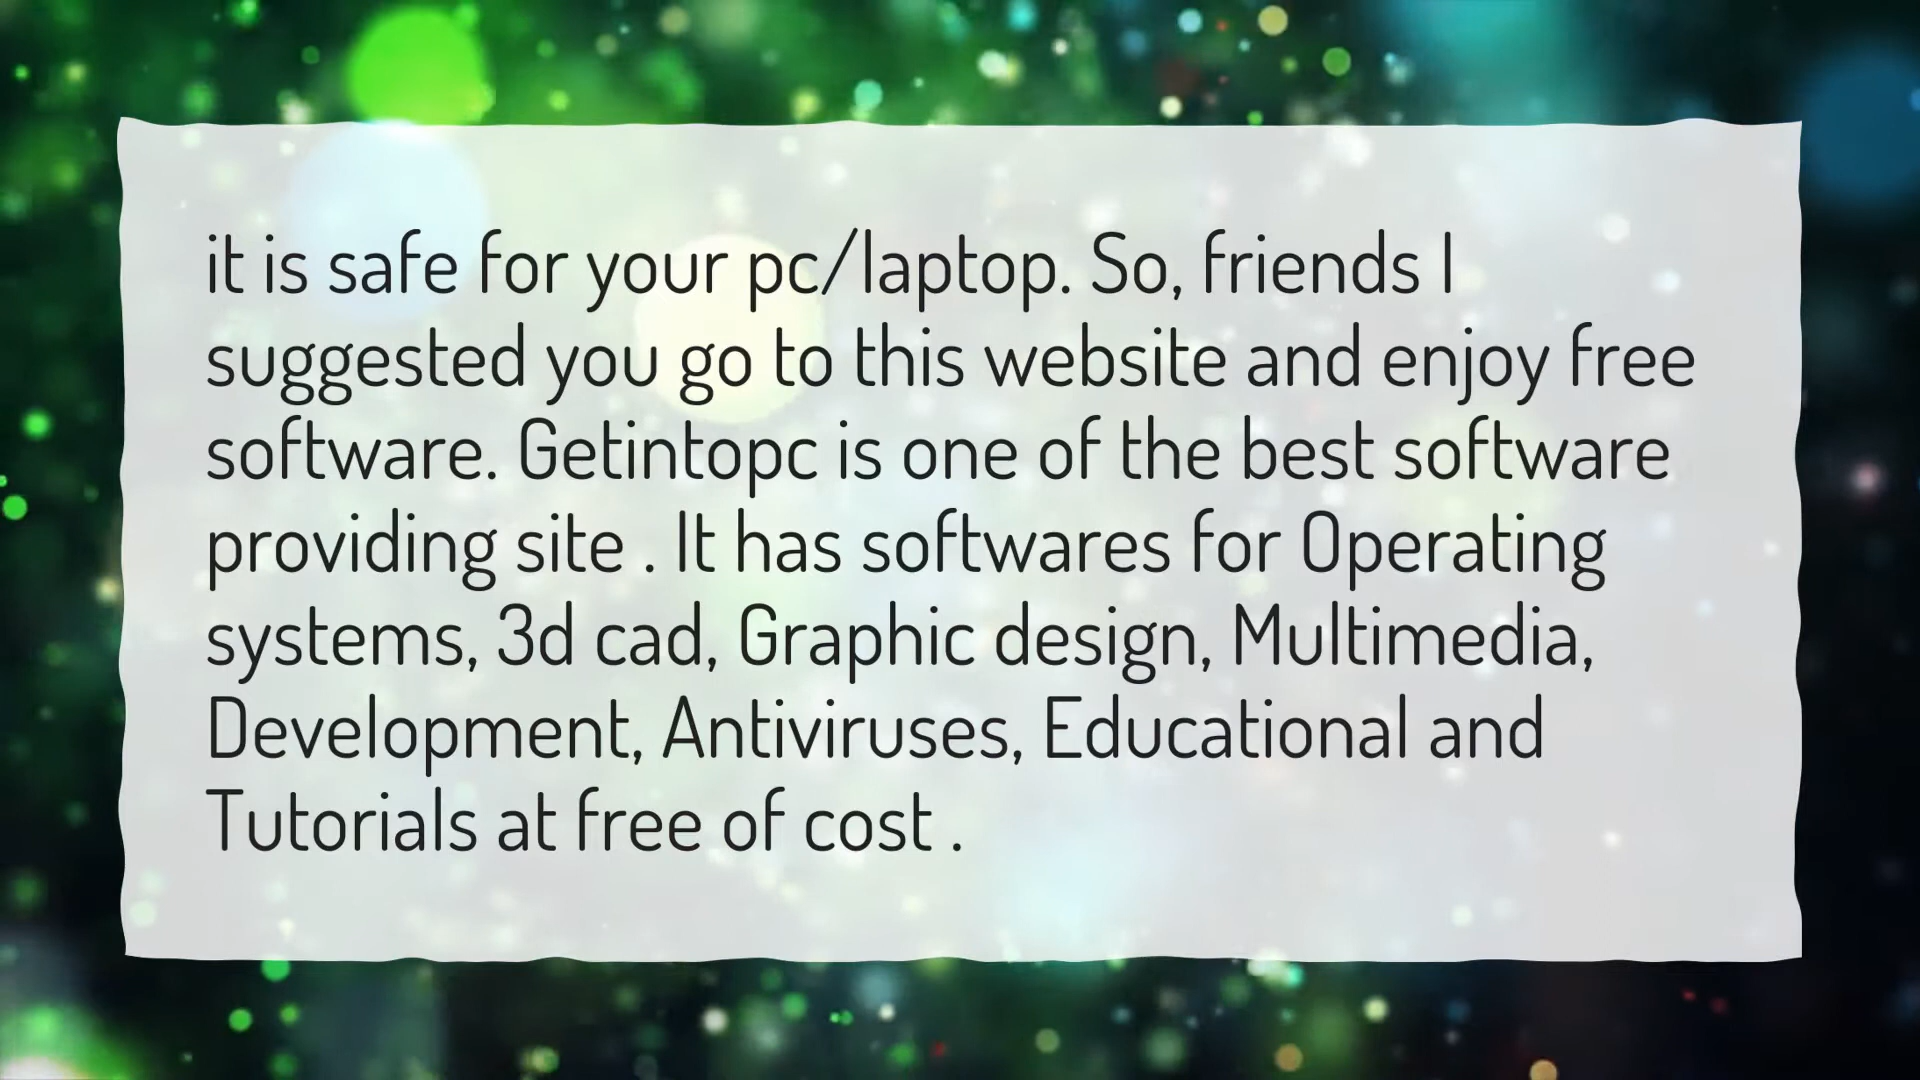 it is safe for your pc/laptop. So, friends I
suggested you go to this website and enjoy free
software. Getintopc is one of the best software
providing site . It has softwares for Operating
systems, 3d cad, Graphic design, Multimedia,
Development, Antiviruses, Educational and
Tutorials at free of cost .